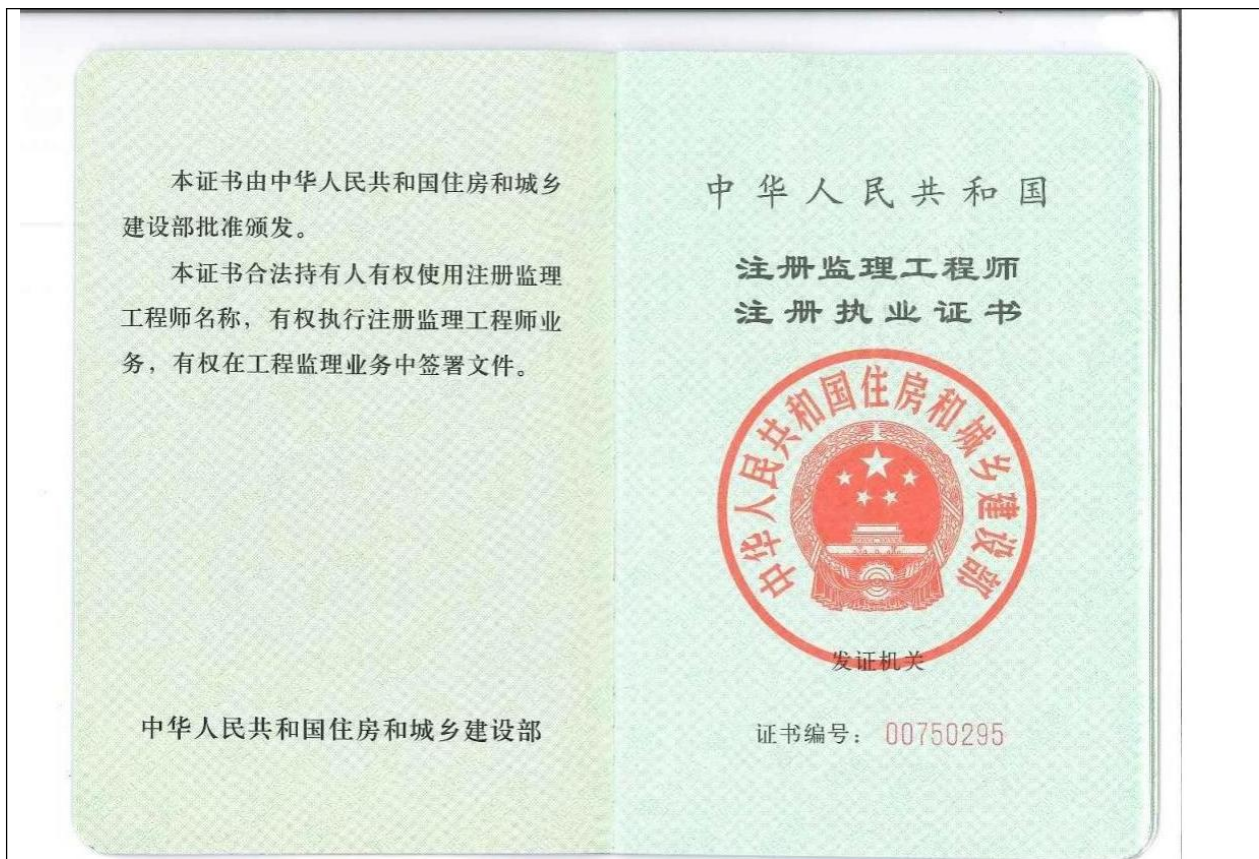 本证书由中华人民共和国住房和城乡
建设部批准颁发。
本证书合法持有人有权使用注册监理
工程师名称，有权执行注册监理工程师业
务，有权在工程监理业务中签署文件。
中华人民共和国住房和城乡建设部
中华人民共和国
注册监理工程师
注册执业证书
中华人民共和国住房和城乡建设部
发证机关
证书编号：00750295